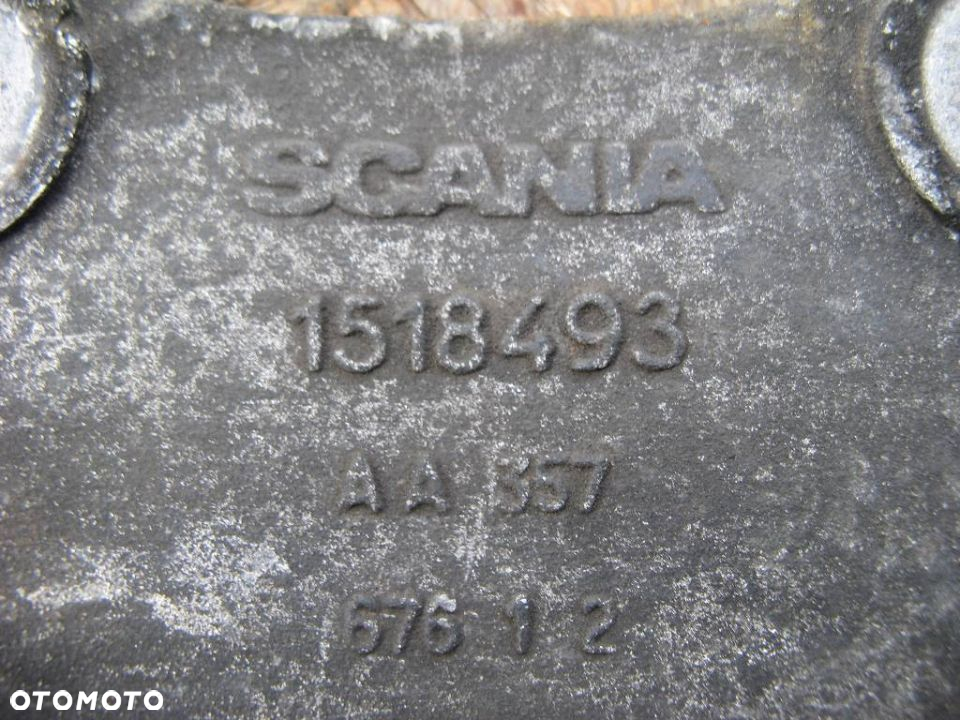 SCANIA
1518493
AA 357
676 1 2
OTOMOTO